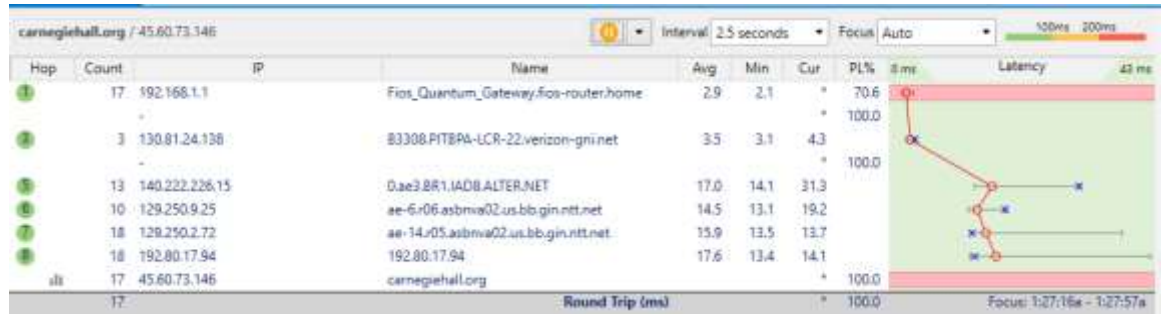 carnegiehall.org / 45.60.73.146 Interval 2.5 seconds Focus Auto 100ms 200ms
Hop Count IP Name Avg Min Cur PL% 0 ms Latency 43 ms
1 17 192.168.1.1 Fios_Quantum_Gateway.fios-router.home 2.9 2.1 * 70.6
- * 100.0
3 3 130.81.24.138 B3308.PITBPA-LCR-22.verizon-gni.net 3.5 3.1 4.3
- * 100.0
5 13 140.222.226.15 0.ae3.BR1.IAD8.ALTER.NET 17.0 14.1 31.3
6 10 129.250.9.25 ae-6.r06.asbnva02.us.bb.gin.ntt.net 14.5 13.1 19.2
7 18 129.250.2.72 ae-14.r05.asbnva02.us.bb.gin.ntt.net 15.9 13.5 13.7
8 18 192.80.17.94 192.80.17.94 17.6 13.4 14.1
17 45.60.73.146 carnegiehall.org * 100.0
17 Round Trip (ms) * 100.0 Focus: 1:27:16a - 1:27:57a